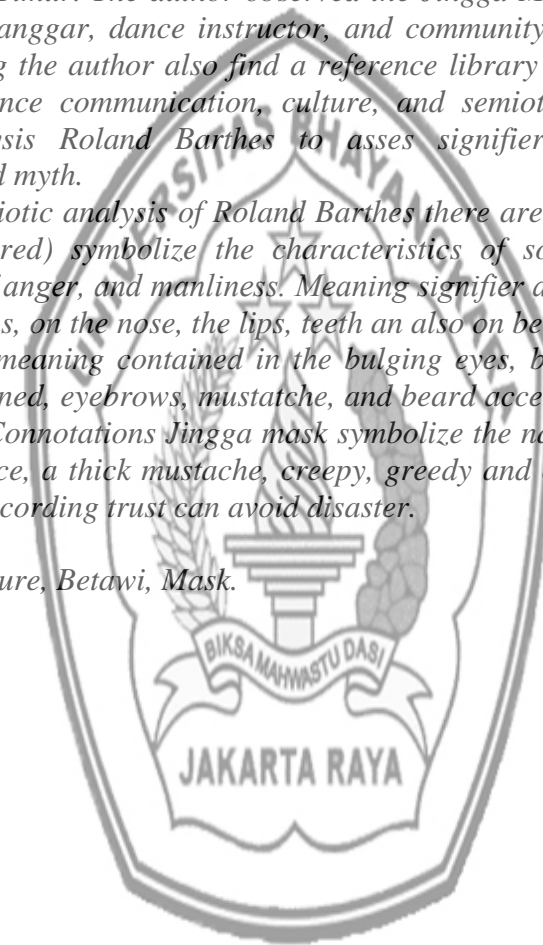 The author observed the Jingga M
anggar, dance instructor, and community
g the author also find a reference library
nce communication, culture, and semiot
sis Roland Barthes to asses signifier
d myth.
iotic analysis of Roland Barthes there are
red) symbolize the characteristics of so
anger, and manliness. Meaning signifier a
s, on the nose, the lips, teeth an also on be
meaning contained in the bulging eyes, b
ned, eyebrows, mustatche, and beard acce
Connotations Jingga mask symbolize the na
ce, a thick mustache, creepy, greedy and
cording trust can avoid disaster.
ure, Betawi, Mask.
UNIVERSITAS BHAYANGKARA
BIKSA MAHWASTU DASI
JAKARTA RAYA